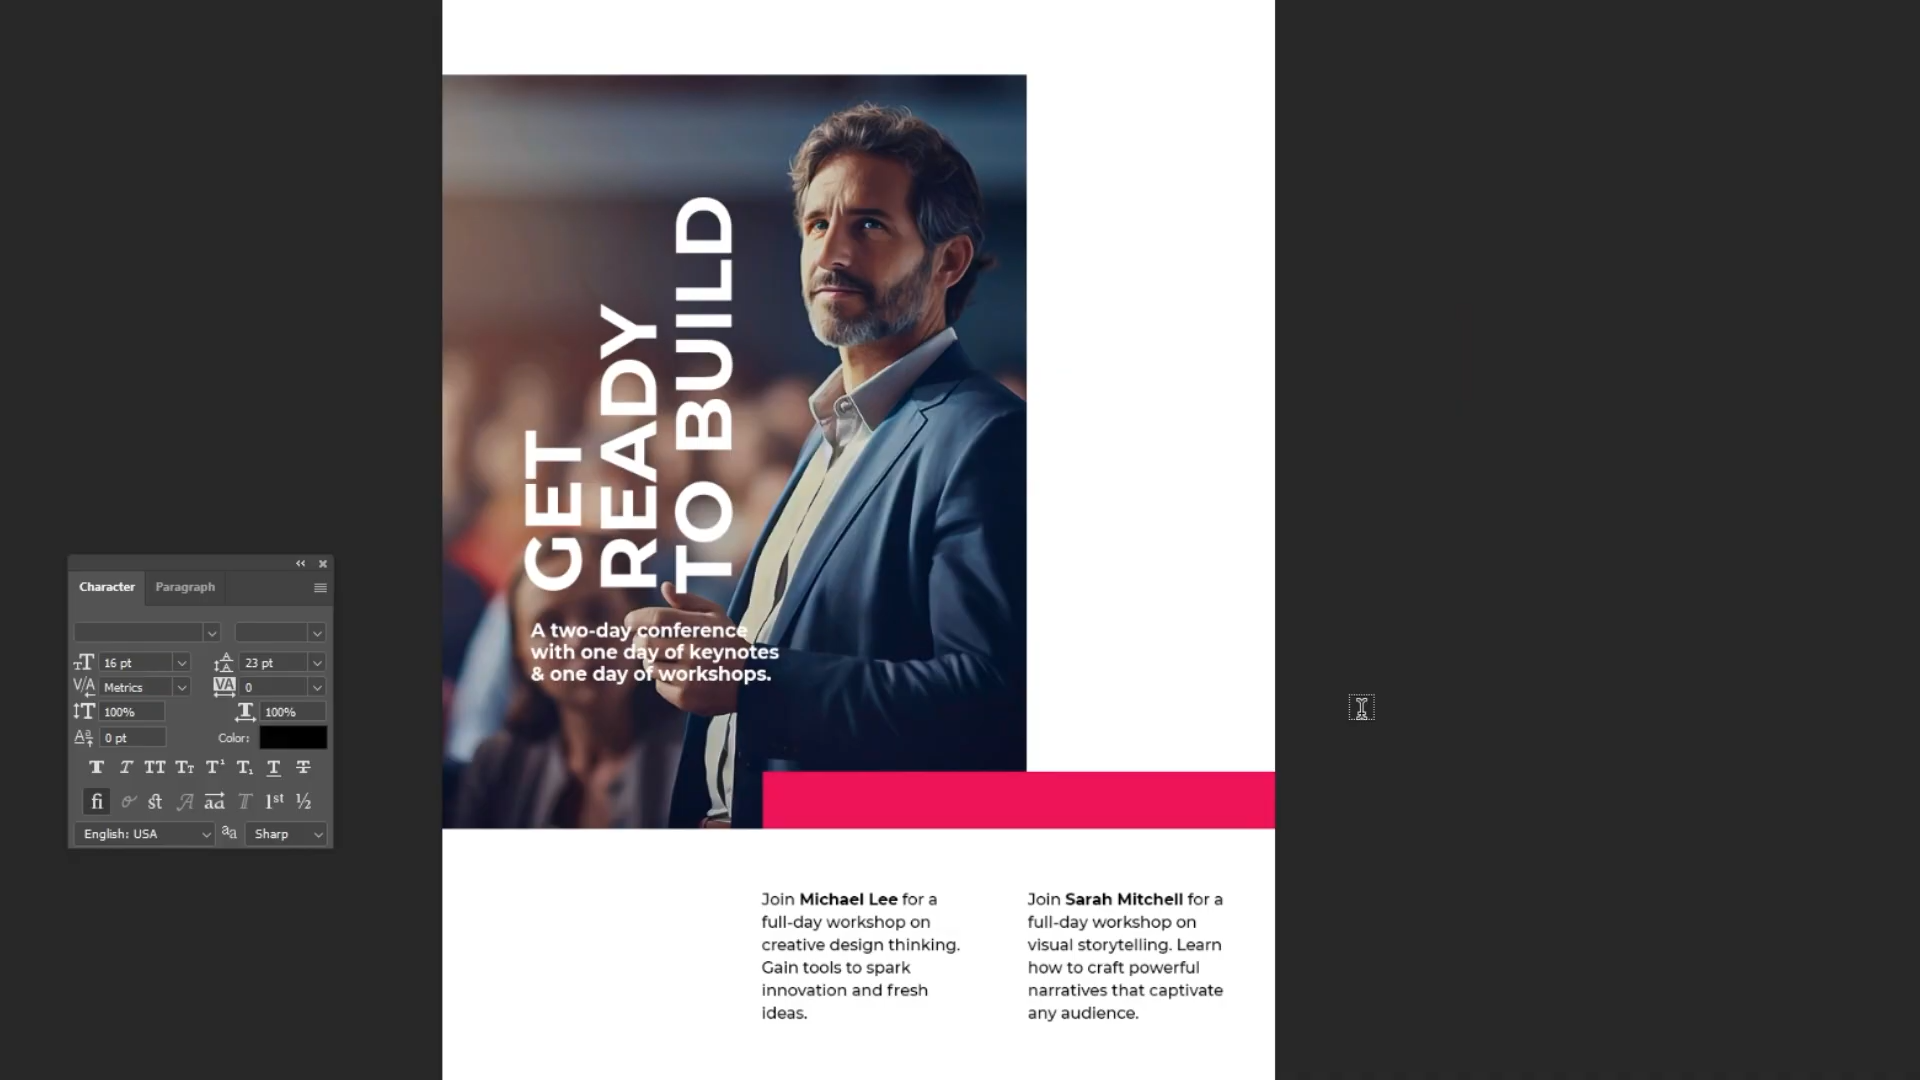 GET
READY
TO BUILD
A two-day conference
with one day of keynotes
& one day of workshops.
Character
Paragraph
16 pt
23 pt
Metrics
0
100%
100%
0 pt
Color:
English: USA
Sharp
Join Michael Lee for a
full-day workshop on
creative design thinking.
Gain tools to spark
innovation and fresh
ideas.
Join Sarah Mitchell for a
full-day workshop on
visual storytelling. Learn
how to craft powerful
narratives that captivate
any audience.